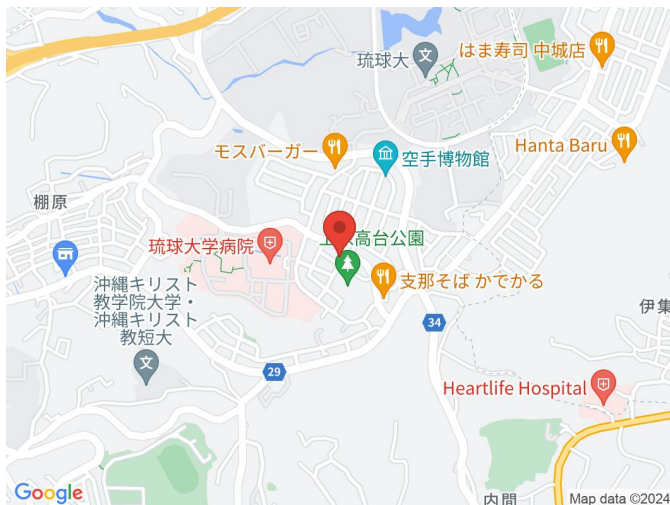 琉球大
はま寿司 中城店
モスバーガー
空手博物館
Hanta Baru
棚原
琉球大学病院
高台公園
支那そば かでかる
沖縄キリスト
教学院大学・
沖縄キリスト
教短大
34
29
伊集
Heartlife Hospital
内間
Google
Map data ©2024